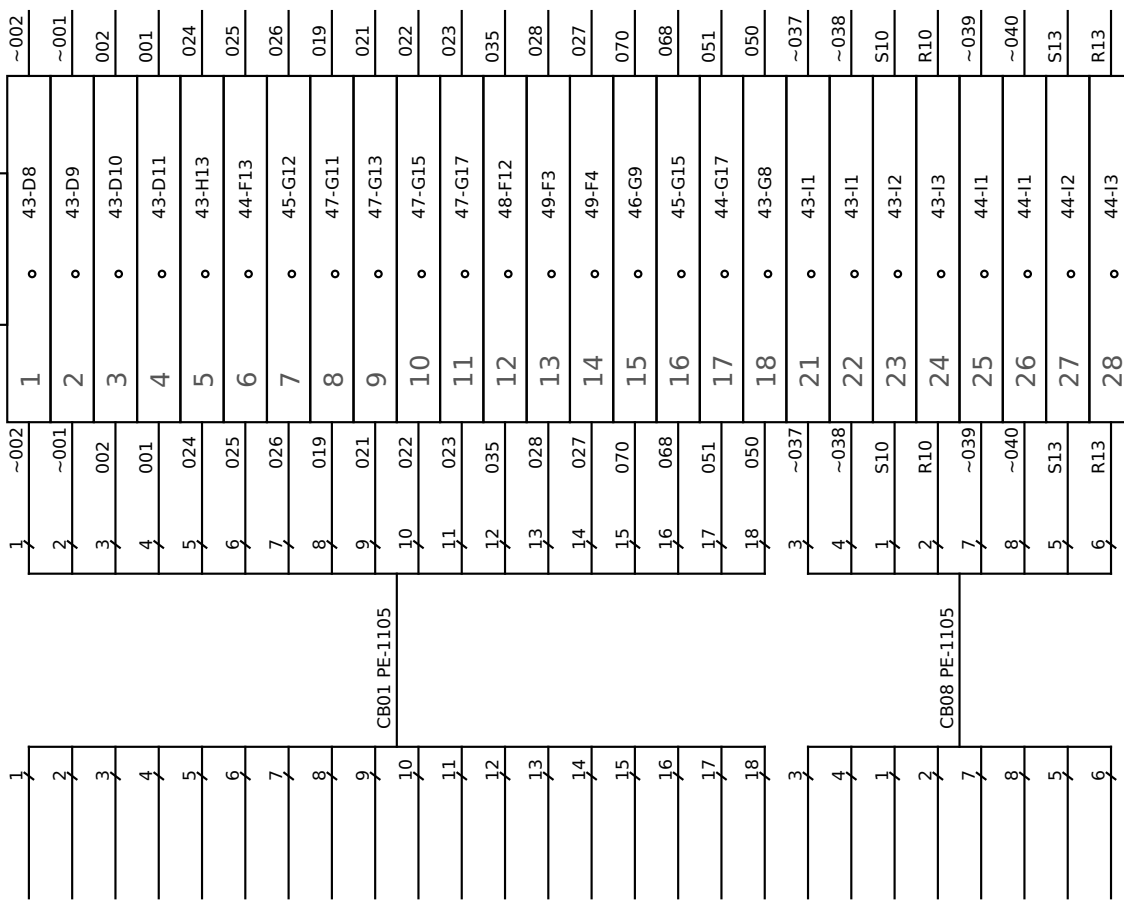 ~002 ~001 002 001 024 025 026 019 021 022 023 035 028 027 070 068 051 050 ~037 ~038 S10 R10 ~039 ~040 S13 R13
43-D8 43-D9 43-D10 43-D11 43-H13 44-F13 45-G12 47-G11 47-G13 47-G15 47-G17 48-F12 49-F3 49-F4 46-G9 45-G15 44-G17 43-G8 43-I1 43-I1 43-I2 43-I3 44-I1 44-I1 44-I2 44-I3
1 2 3 4 5 6 7 8 9 10 11 12 13 14 15 16 17 18 21 22 23 24 25 26 27 28
~002 ~001 002 001 024 025 026 019 021 022 023 035 028 027 070 068 051 050 ~037 ~038 S10 R10 ~039 ~040 S13 R13
1 2 3 4 5 6 7 8 9 10 11 12 13 14 15 16 17 18 3 4 1 2 7 8 5 6
CB01 PE-1105 CB08 PE-1105
1 2 3 4 5 6 7 8 9 10 11 12 13 14 15 16 17 18 3 4 1 2 7 8 5 6